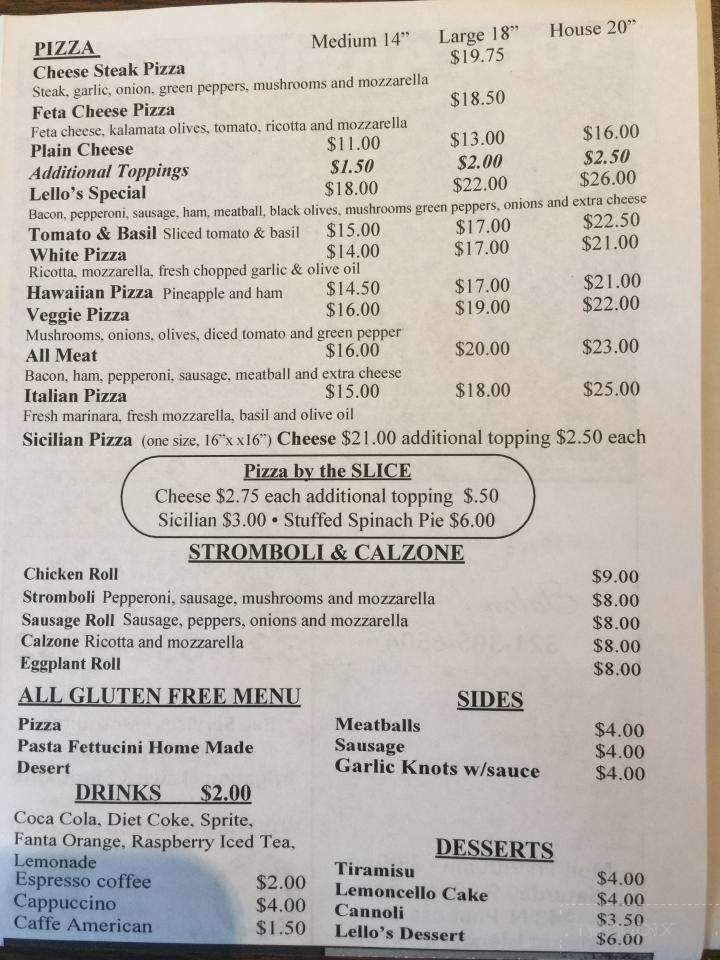 PIZZA Medium 14” Large 18” House 20”
Cheese Steak Pizza $19.75
Steak, garlic, onion, green peppers, mushrooms and mozzarella
Feta Cheese Pizza $18.50
Feta cheese, kalamata olives, tomato, ricotta and mozzarella
Plain Cheese $11.00 $13.00 $16.00
Additional Toppings $1.50 $2.00 $2.50
Lello’s Special $18.00 $22.00 $26.00
Bacon, pepperoni, sausage, ham, meatball, black olives, mushrooms green peppers, onions and extra cheese
Tomato & Basil Sliced tomato & basil $15.00 $17.00 $22.50
White Pizza $14.00 $17.00 $21.00
Ricotta, mozzarella, fresh chopped garlic & olive oil
Hawaiian Pizza Pineapple and ham $14.50 $17.00 $21.00
Veggie Pizza $16.00 $19.00 $22.00
Mushrooms, onions, olives, diced tomato and green pepper
All Meat $16.00 $20.00 $23.00
Bacon, ham, pepperoni, sausage, meatball and extra cheese
Italian Pizza $15.00 $18.00 $25.00
Fresh marinara, fresh mozzarella, basil and olive oil
Sicilian Pizza (one size, 16”x x16”) Cheese $21.00 additional topping $2.50 each
Pizza by the SLICE
Cheese $2.75 each additional topping $.50
Sicilian $3.00 • Stuffed Spinach Pie $6.00
STROMBOLI & CALZONE
Chicken Roll $9.00
Stromboli Pepperoni, sausage, mushrooms and mozzarella $8.00
Sausage Roll Sausage, peppers, onions and mozzarella $8.00
Calzone Ricotta and mozzarella $8.00
Eggplant Roll $8.00
ALL GLUTEN FREE MENU
Pizza
Pasta Fettucini Home Made
Desert
SIDES
Meatballs $4.00
Sausage $4.00
Garlic Knots w/sauce $4.00
DRINKS $2.00
Coca Cola, Diet Coke, Sprite,
Fanta Orange, Raspberry Iced Tea,
Lemonade
Espresso coffee $2.00
Cappuccino $4.00
Caffe American $1.50
DESSERTS
Tiramisu $4.00
Lemoncello Cake $4.00
Cannoli $3.50
Lello’s Dessert $6.00